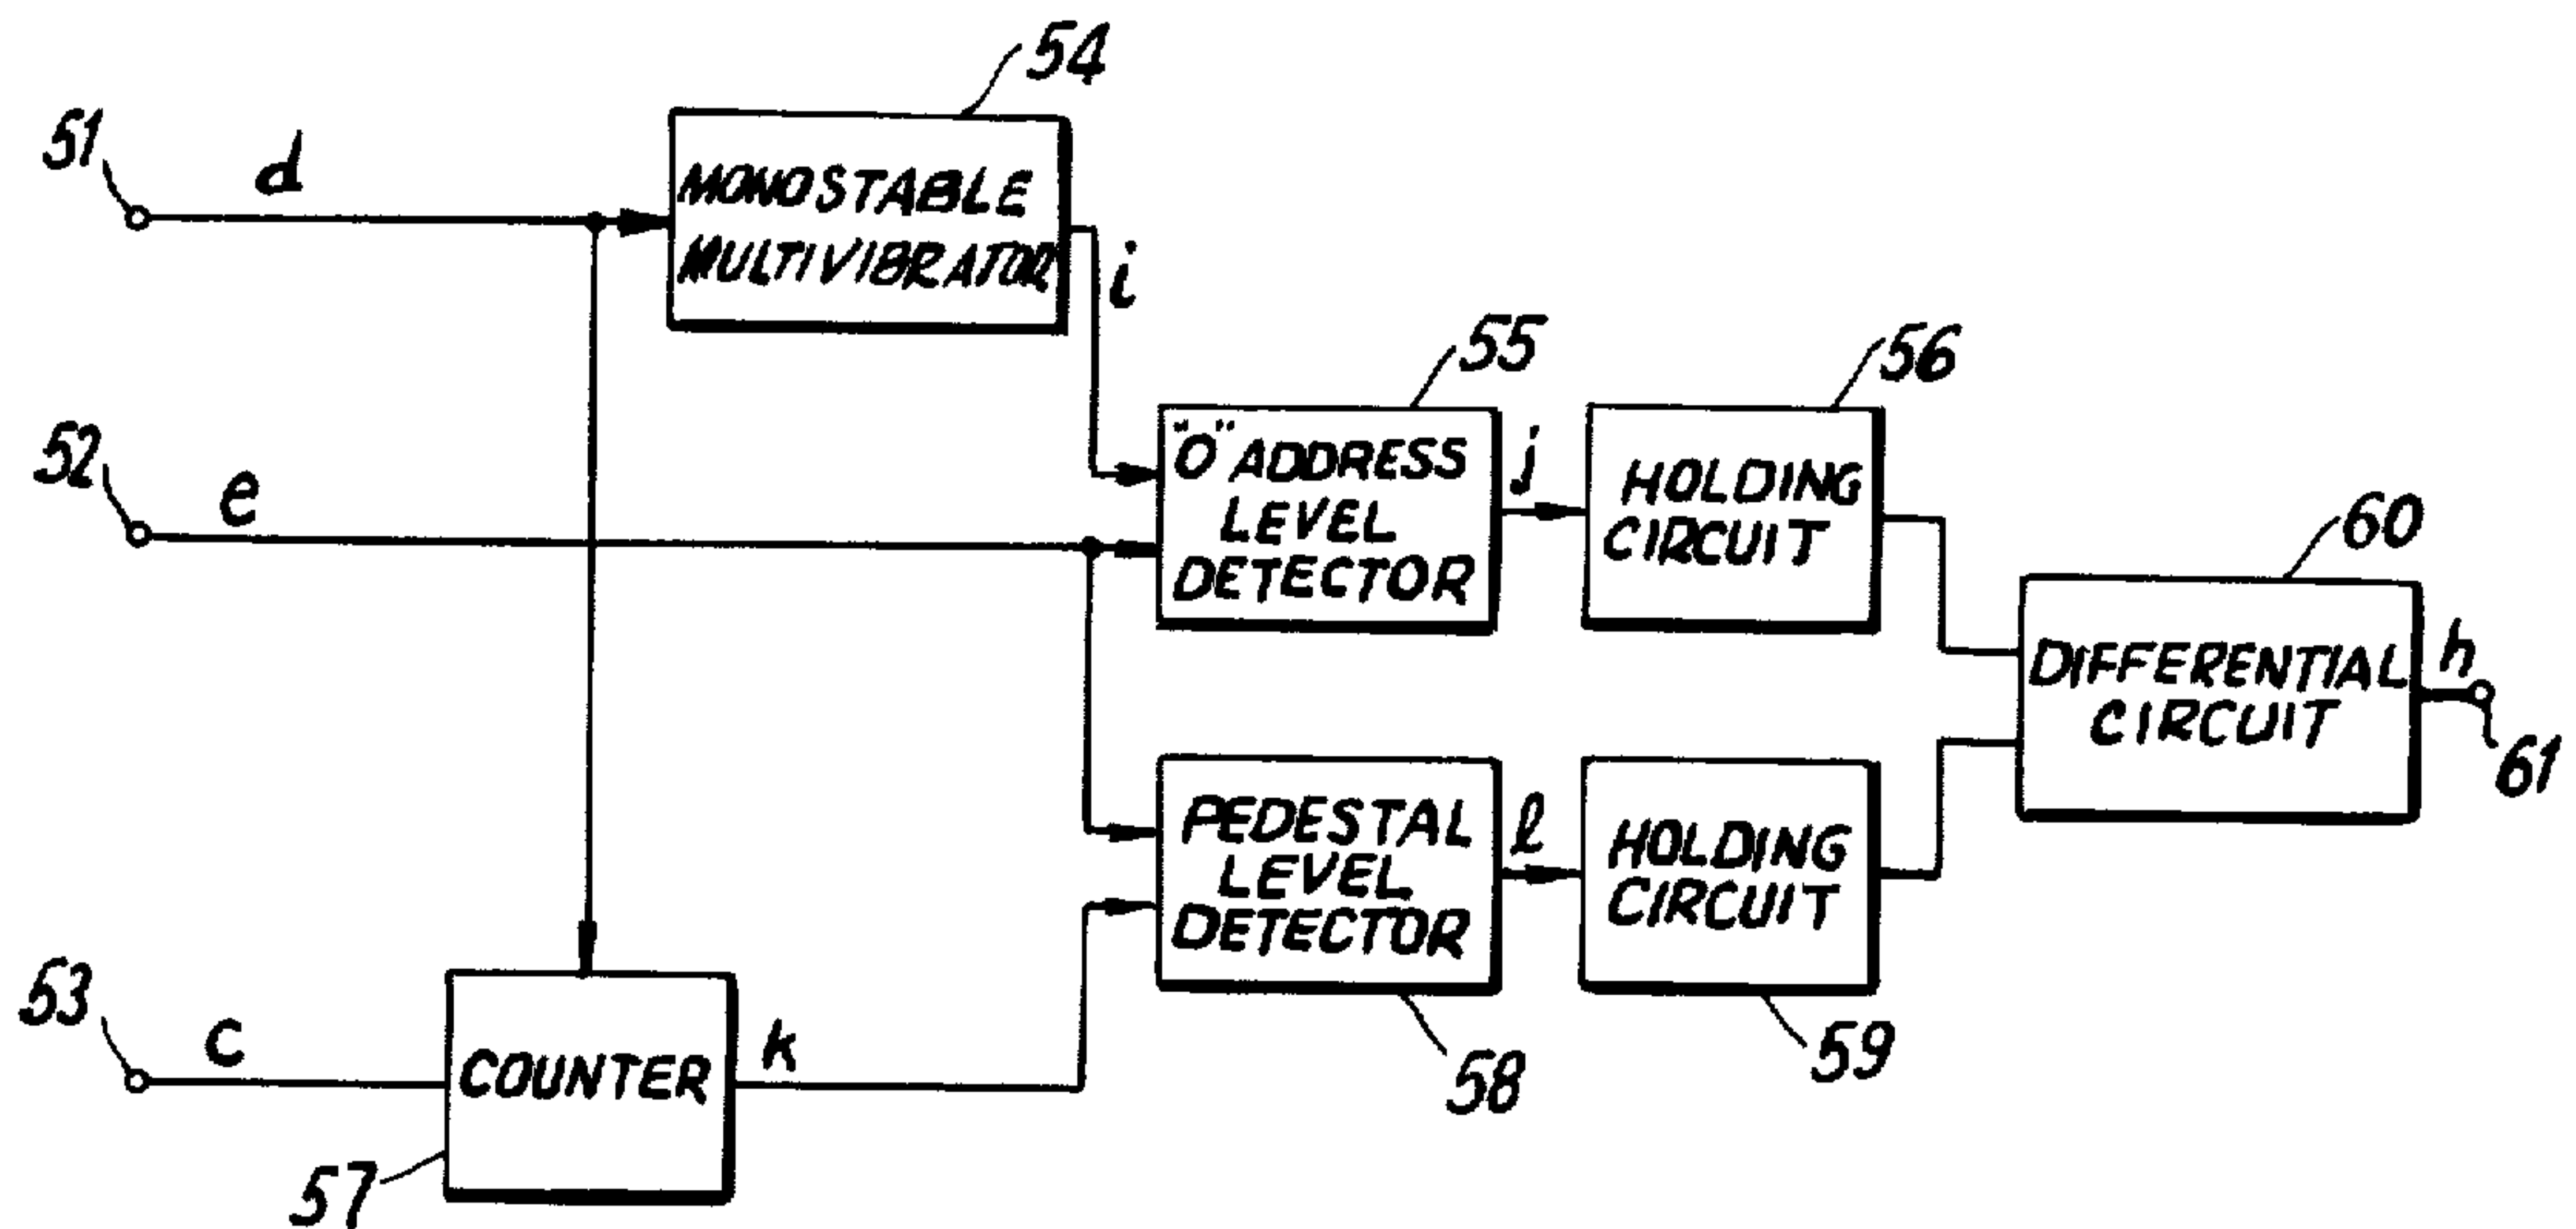 54
51
d
MONOSTABLE
MULTIVIBRATOR
i
55
56
52
e
"O" ADDRESS
LEVEL
DETECTOR
j
HOLDING
CIRCUIT
60
DIFFERENTIAL
CIRCUIT
h
61
PEDESTAL
LEVEL
DETECTOR
l
HOLDING
CIRCUIT
53
c
COUNTER
k
58
59
57